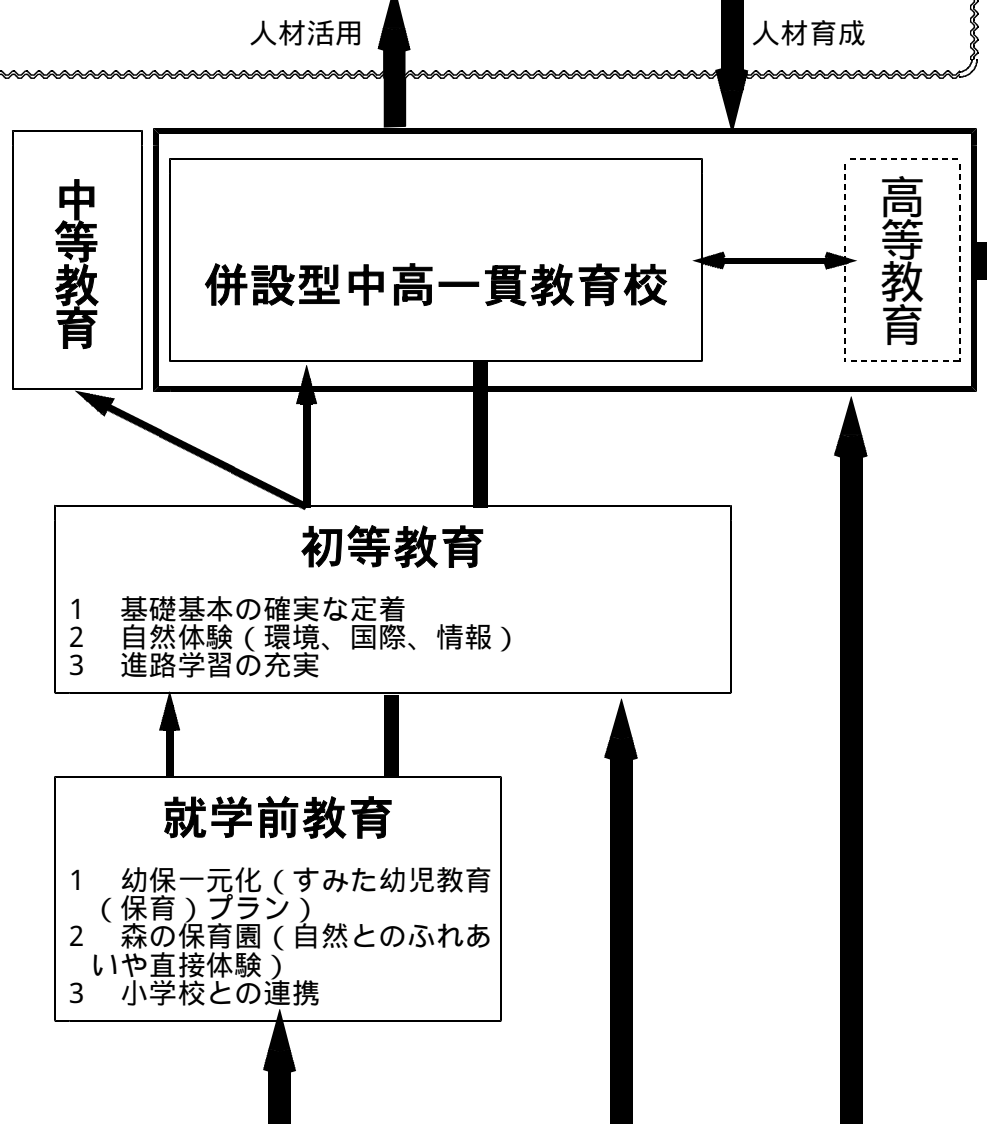 人材活用
人材育成
中等教育
併設型中高一貫教育校
高等教育
初等教育
1 基礎基本の確実な定着
2 自然体験（環境、国際、情報）
3 進路学習の充実
就学前教育
1 幼保一元化（すみた幼児教育
（保育）プラン）
2 森の保育園（自然とのふれあ
いや直接体験）
3 小学校との連携